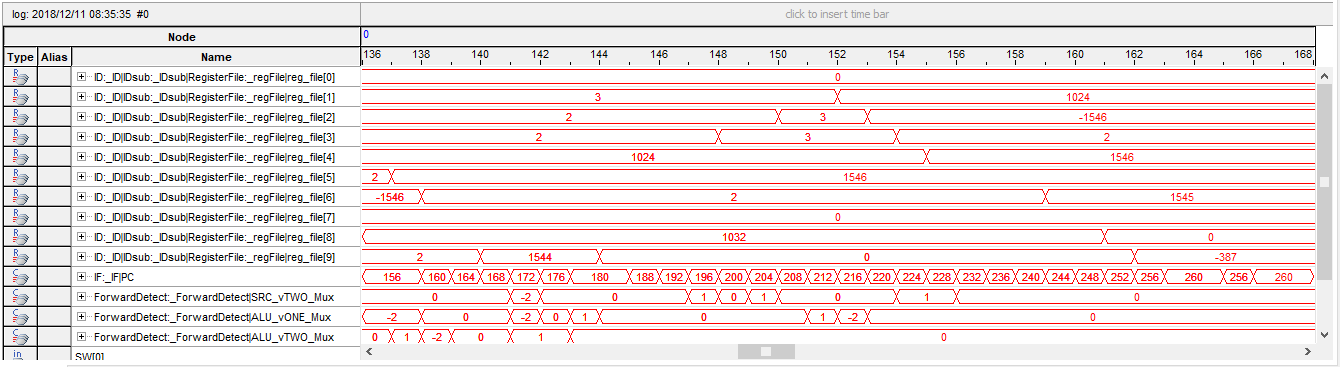 log: 2018/12/11 08:35:35 #0 click to insert time bar
Node 0
Type Alias Name 136 138 140 142 144 146 148 150 152 154 156 158 160 162 164 166 168
R ID:_ID|IDsub:_IDsub|RegisterFile:_regFile|reg_file[0] 0
R ID:_ID|IDsub:_IDsub|RegisterFile:_regFile|reg_file[1] 3 1024
R ID:_ID|IDsub:_IDsub|RegisterFile:_regFile|reg_file[2] 2 3 -1546
R ID:_ID|IDsub:_IDsub|RegisterFile:_regFile|reg_file[3] 2 3 2
R ID:_ID|IDsub:_IDsub|RegisterFile:_regFile|reg_file[4] 1024 1546
R ID:_ID|IDsub:_IDsub|RegisterFile:_regFile|reg_file[5] 2 1546
R ID:_ID|IDsub:_IDsub|RegisterFile:_regFile|reg_file[6] -1546 2 1545
R ID:_ID|IDsub:_IDsub|RegisterFile:_regFile|reg_file[7] 0
R ID:_ID|IDsub:_IDsub|RegisterFile:_regFile|reg_file[8] 1032 0
R ID:_ID|IDsub:_IDsub|RegisterFile:_regFile|reg_file[9] 2 1544 0 -387
C IF:_IF|PC 156 160 164 168 172 176 180 188 192 196 200 204 208 212 216 220 224 228 232 236 240 244 248 252 256 260 256 260
C ForwardDetect:_ForwardDetect|SRC_vTWO_Mux 0 -2 0 1 0 1 0 1 0
C ForwardDetect:_ForwardDetect|ALU_vONE_Mux -2 0 -2 0 1 0 1 -2 0
C ForwardDetect:_ForwardDetect|ALU_vTWO_Mux 0 1 -2 0 1 0
in SW[0]